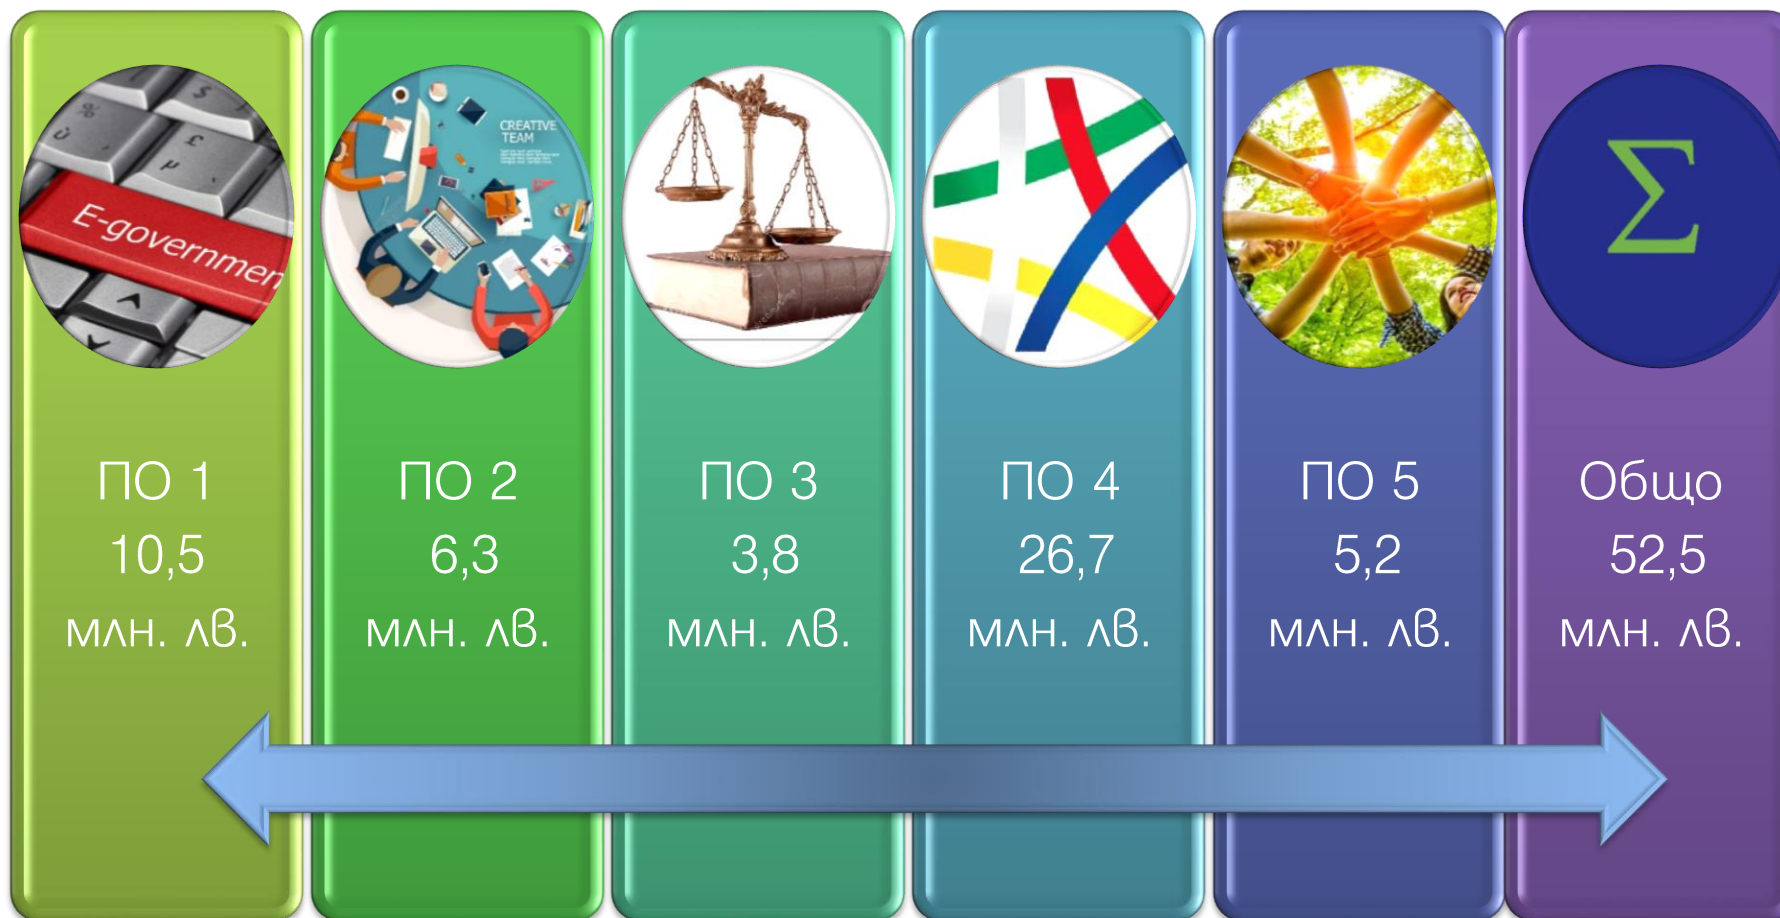 E-governmen
CREATIVE
TEAM
Σ
ПО 1
10,5
млн. лв.
ПО 2
6,3
млн. лв.
ПО 3
3,8
млн. лв.
ПО 4
26,7
млн. лв.
ПО 5
5,2
млн. лв.
Общо
52,5
млн. лв.